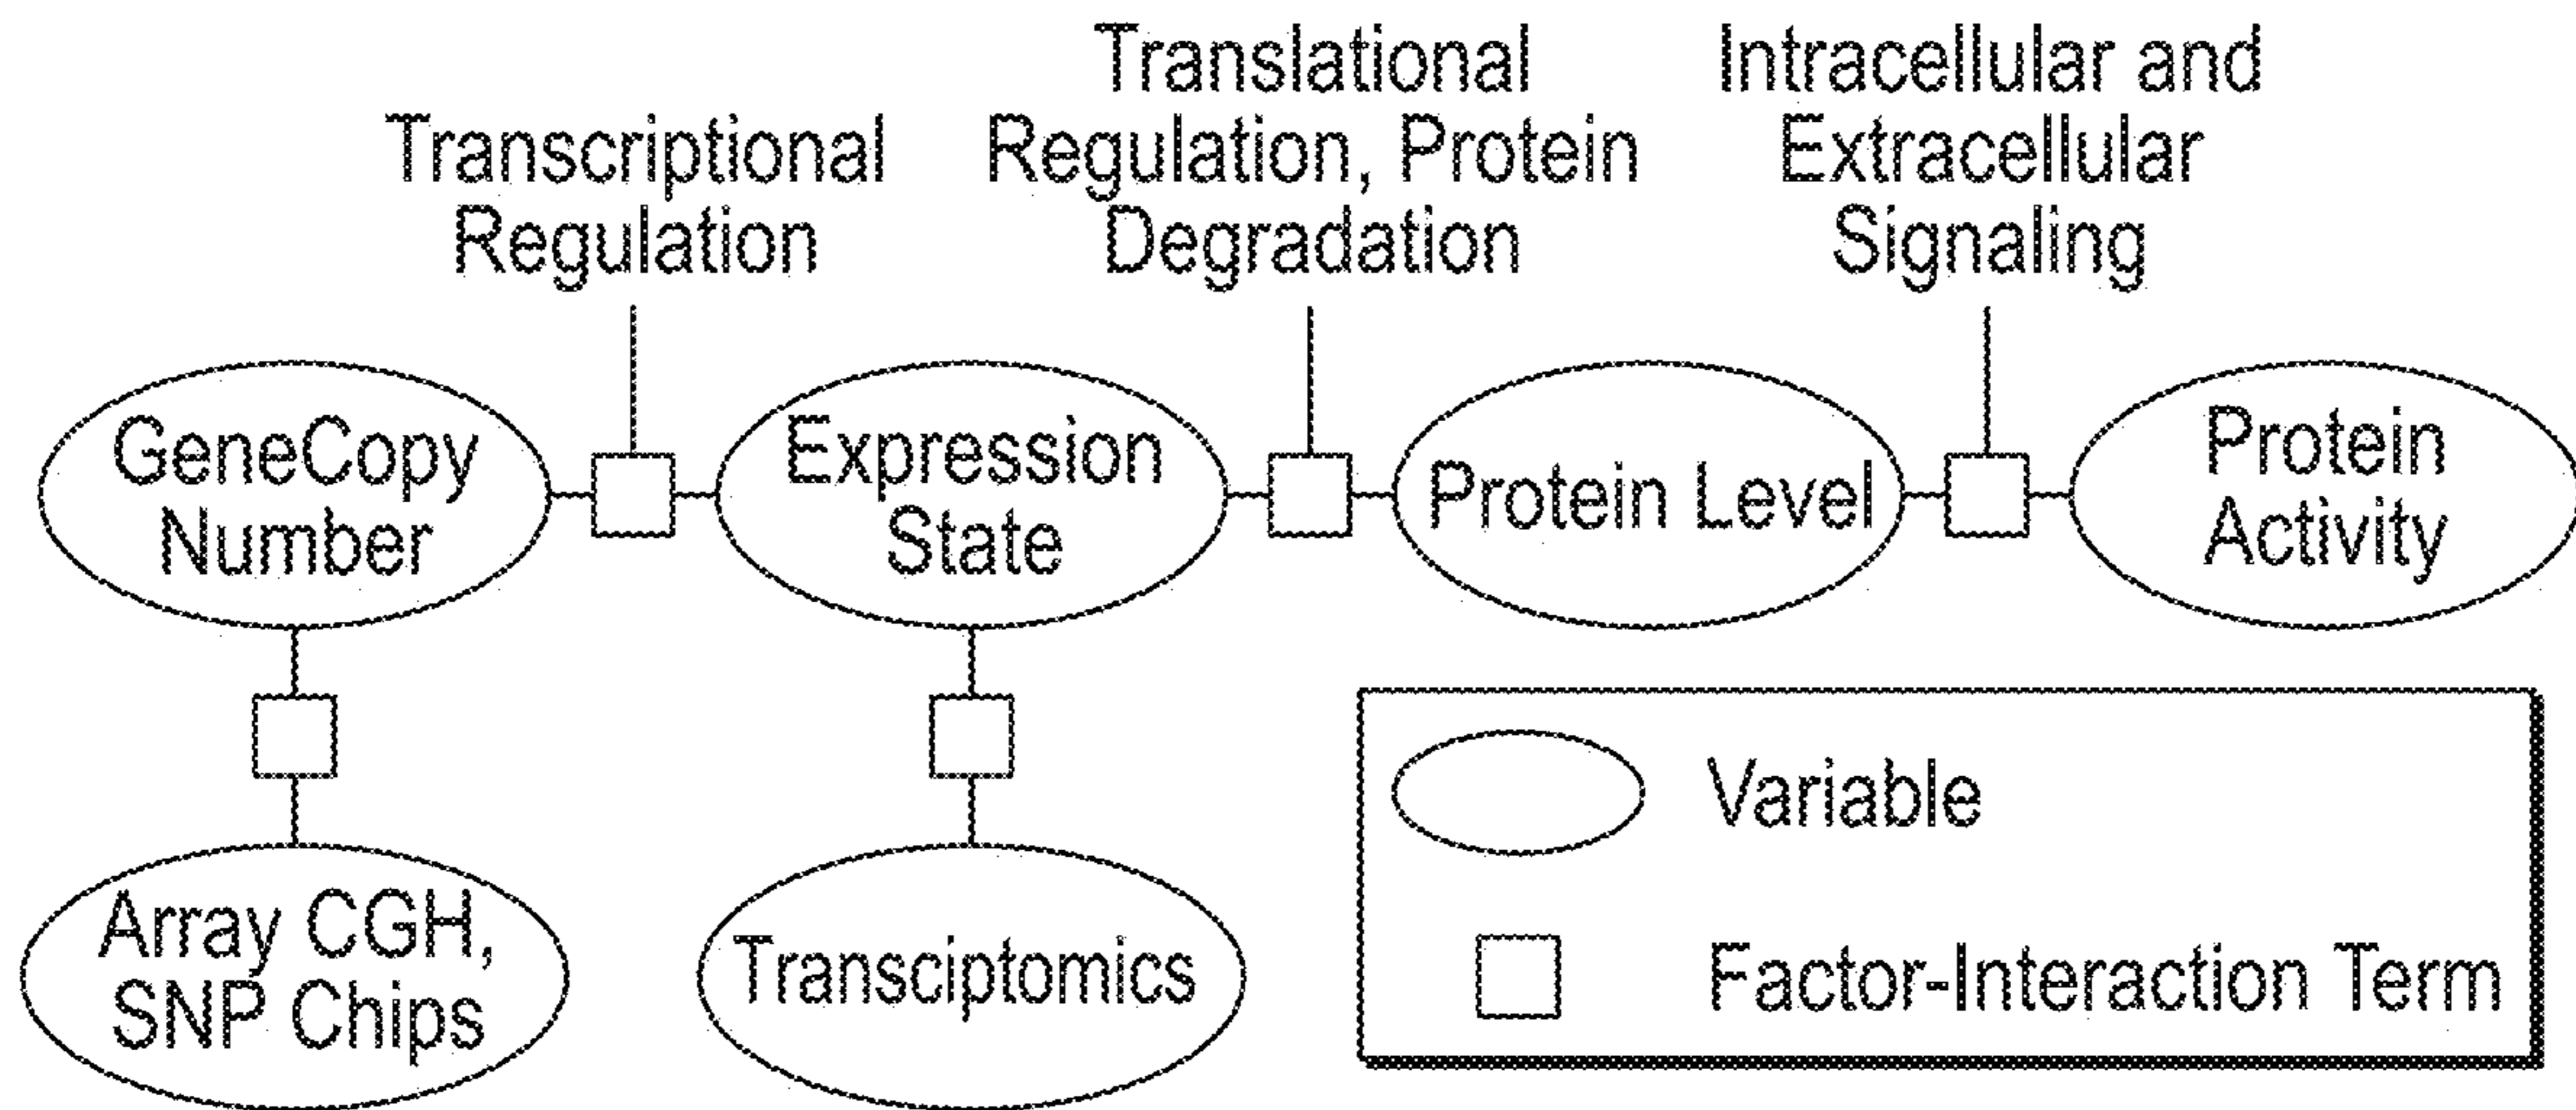 Transcriptional
Regulation
Translational
Regulation, Protein
Degradation
Intracellular and
Extracellular
Signaling
GeneCopy
Number
Expression
State
Protein Level
Protein
Activity
Array CGH,
SNP Chips
Transciptomics
Variable
Factor-Interaction Term